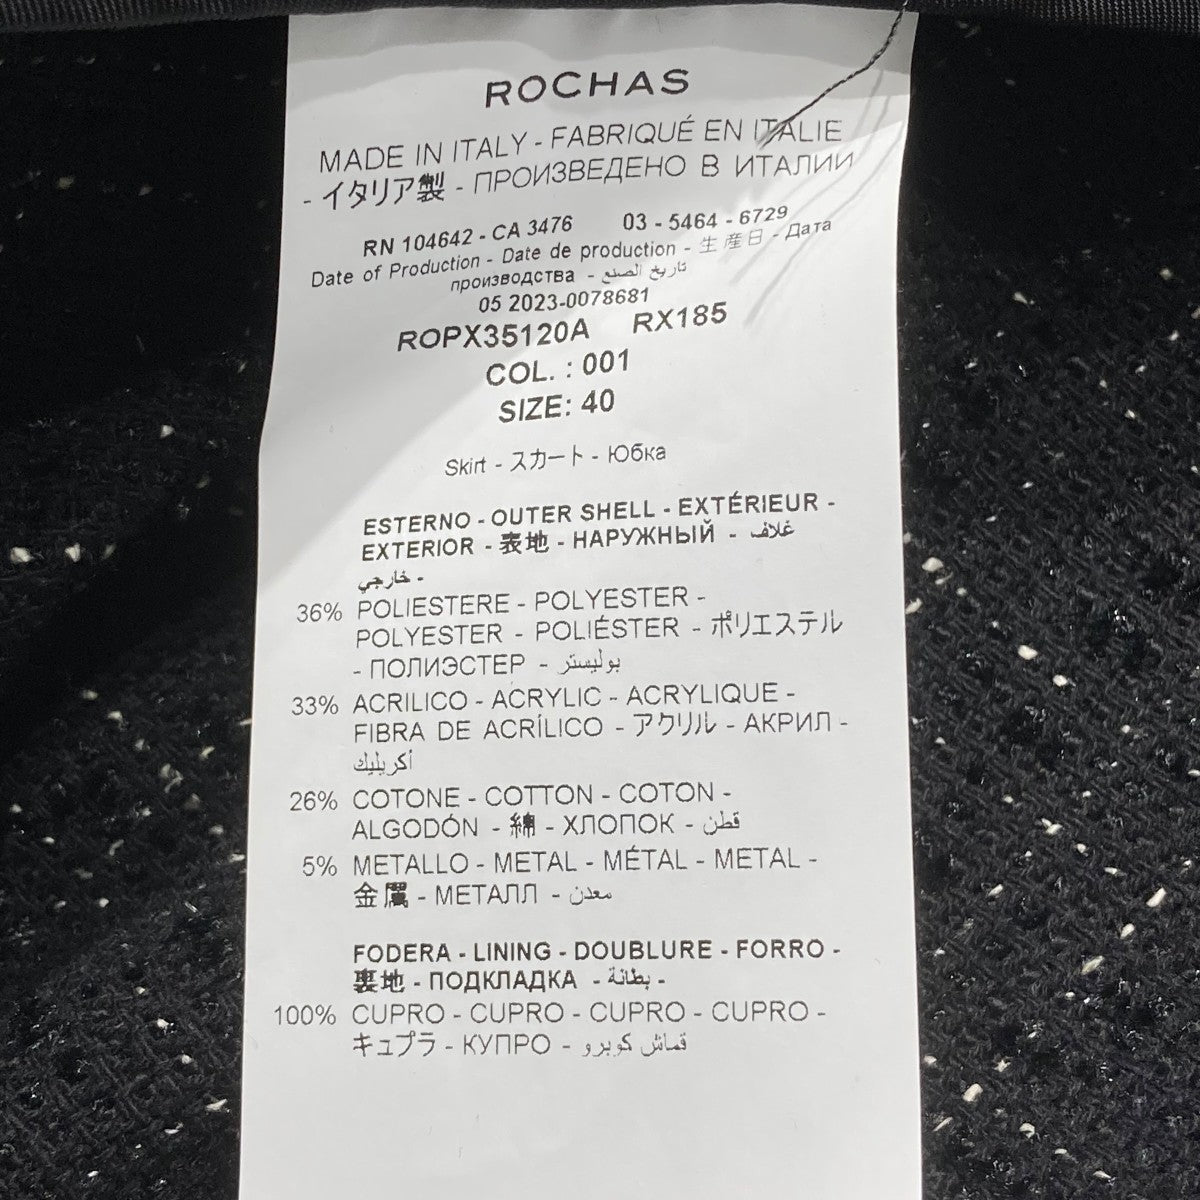 ROCHAS
MADE IN ITALY - FABRIQUÉ EN ITALIE
- イタリア製 - ПРОИЗВЕДЕНО В ИТАЛИИ
RN 104642 - CA 3476 03 - 5464 - 6729
Date of Production - Date de production - 生産日 - Дата
производства - تاريخ الصنع
05 2023-0078681
ROPX35120A RX185
COL. : 001
SIZE: 40
Skirt - スカート - Юбка
ESTERNO - OUTER SHELL - EXTÉRIEUR -
EXTERIOR - 表地 - НАРУЖНЫЙ - غلاف
خارجي -
36% POLIESTERE - POLYESTER -
POLYESTER - POLIÉSTER - ポリエステル
- ПОЛИЭСТЕР - بوليستر
33% ACRILICO - ACRYLIC - ACRYLIQUE -
FIBRA DE ACRÍLICO - アクリル - АКРИЛ -
أكريليك
26% COTONE - COTTON - COTON -
ALGODÓN - 綿 - ХЛОПОК - قطن
5% METALLO - METAL - MÉTAL - METAL -
金属 - МЕТАЛЛ - معدن
FODERA - LINING - DOUBLURE - FORRO -
裏地 - ПОДКЛАДКА - بطانة -
100% CUPRO - CUPRO - CUPRO - CUPRO -
キュプラ - КУПРО - قماش كوبرو